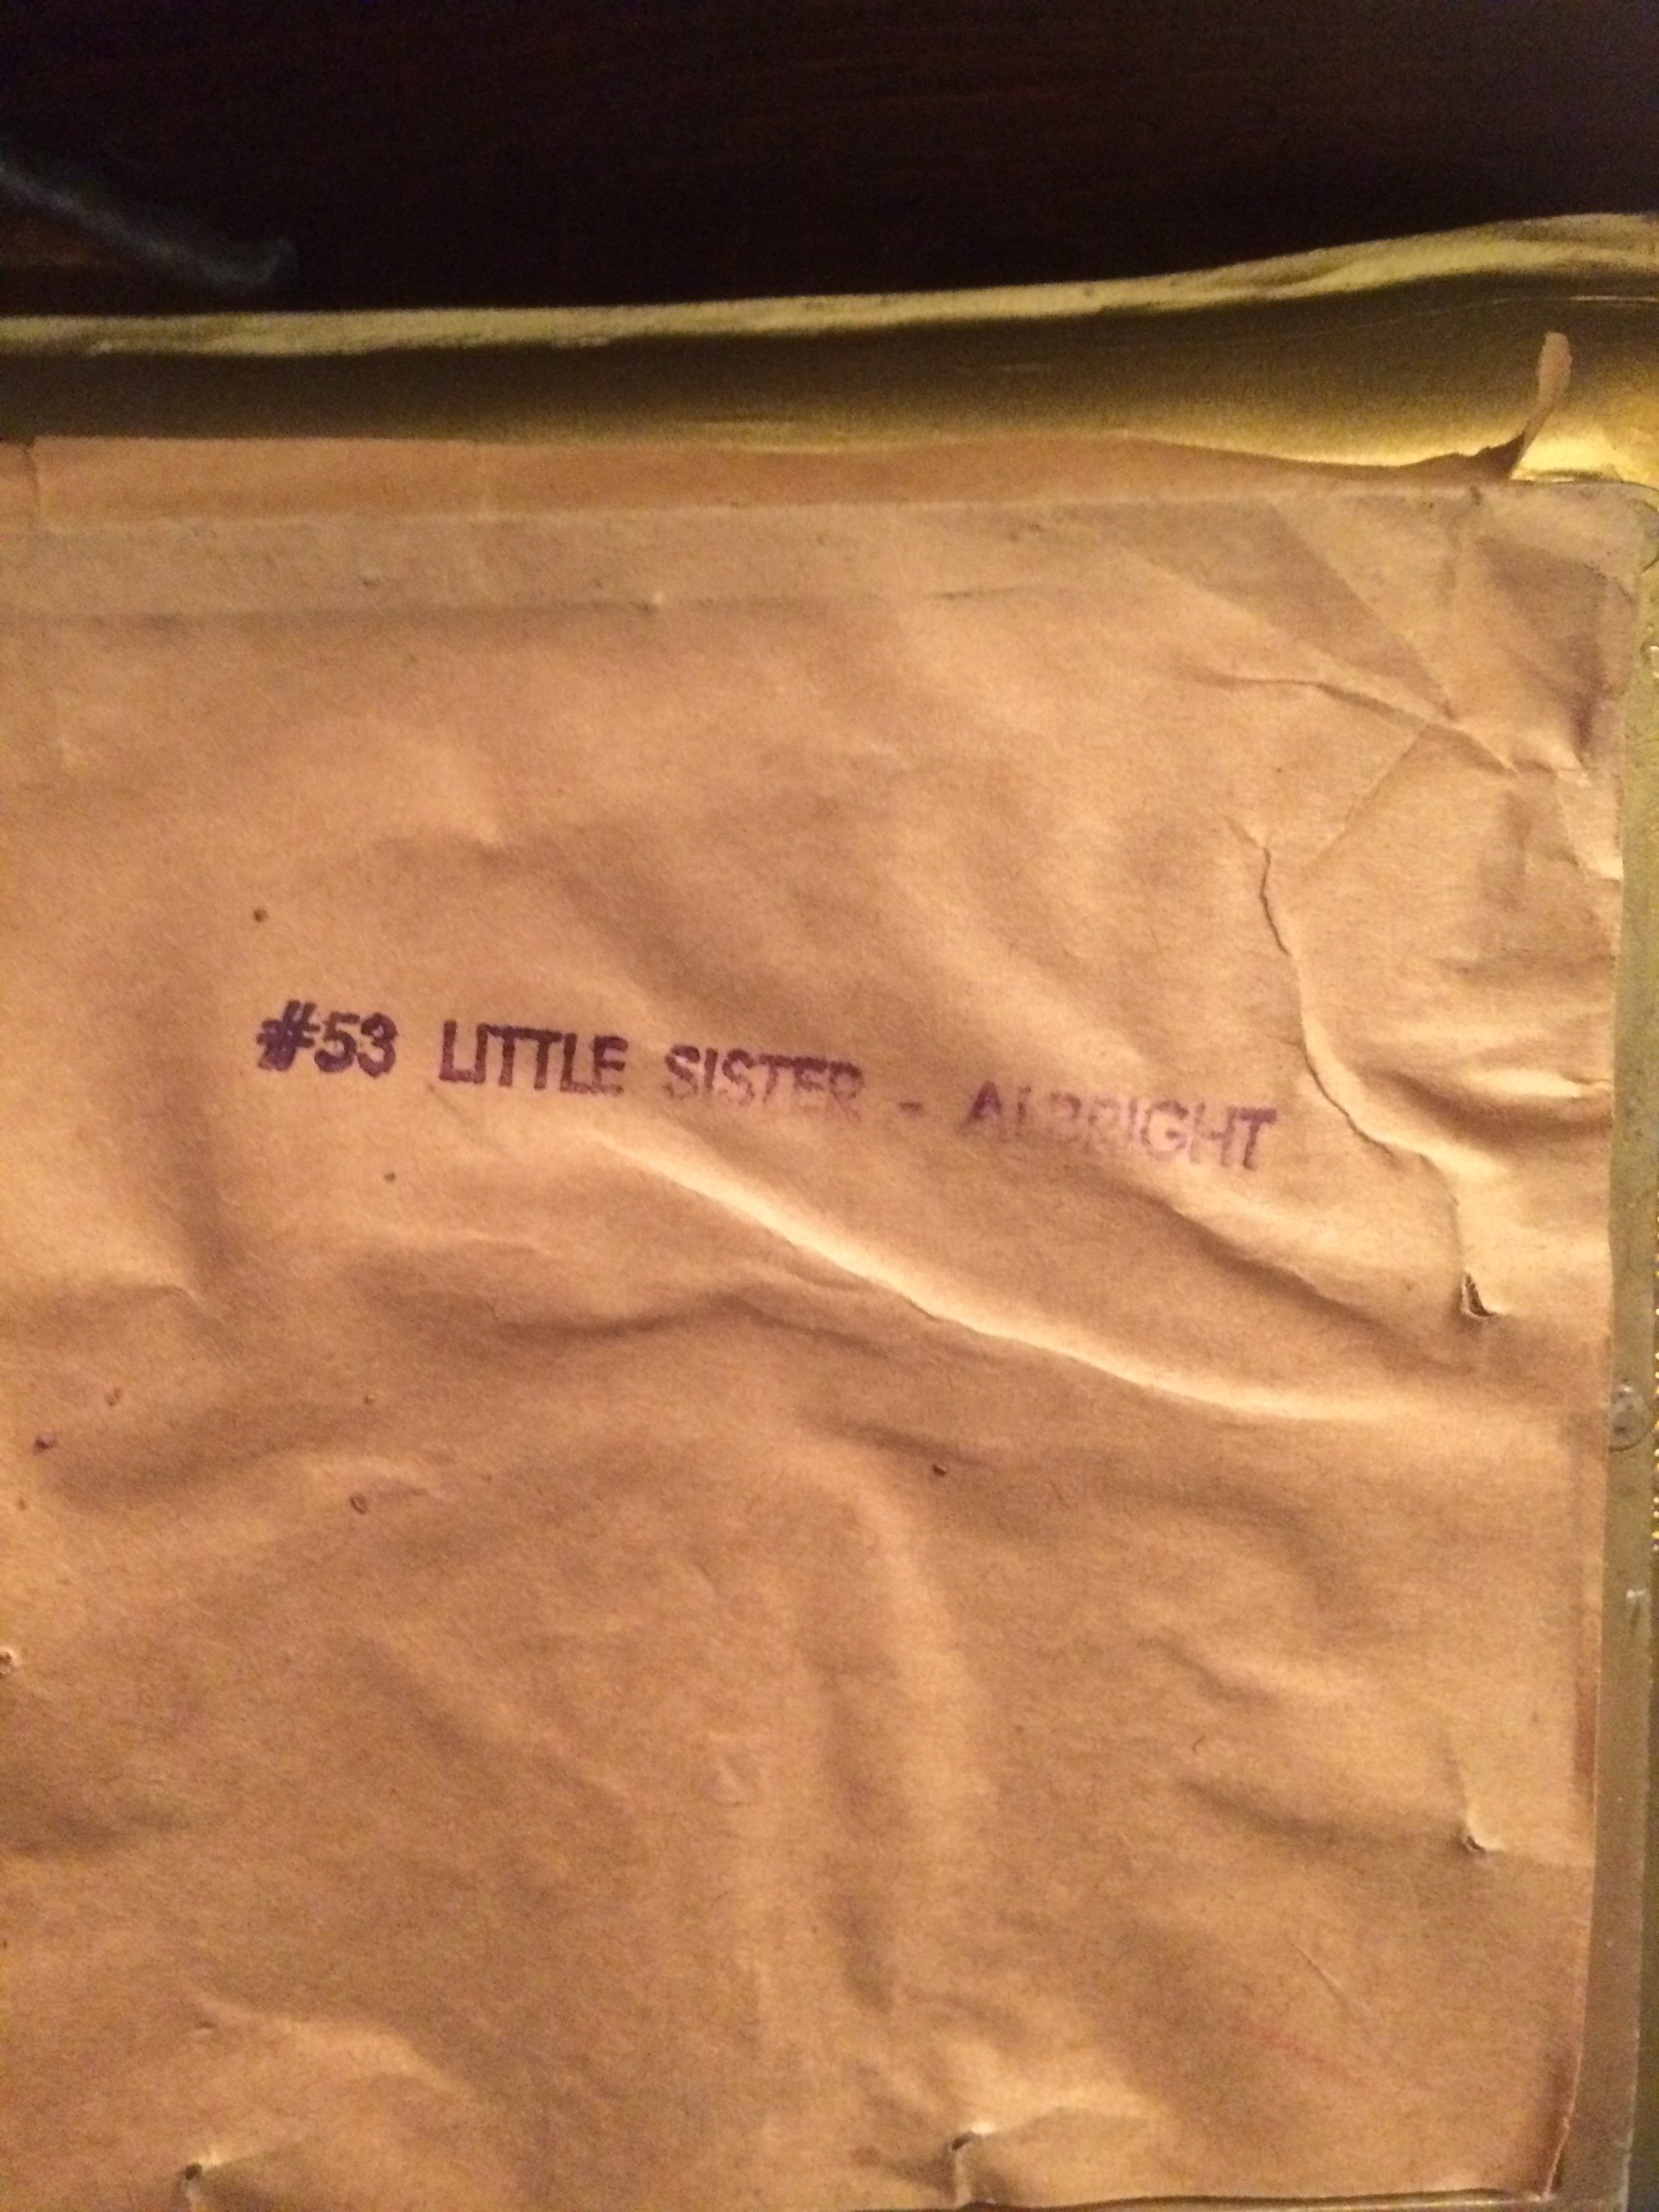 #53 LITTLE SISTER - ALBRIGHT